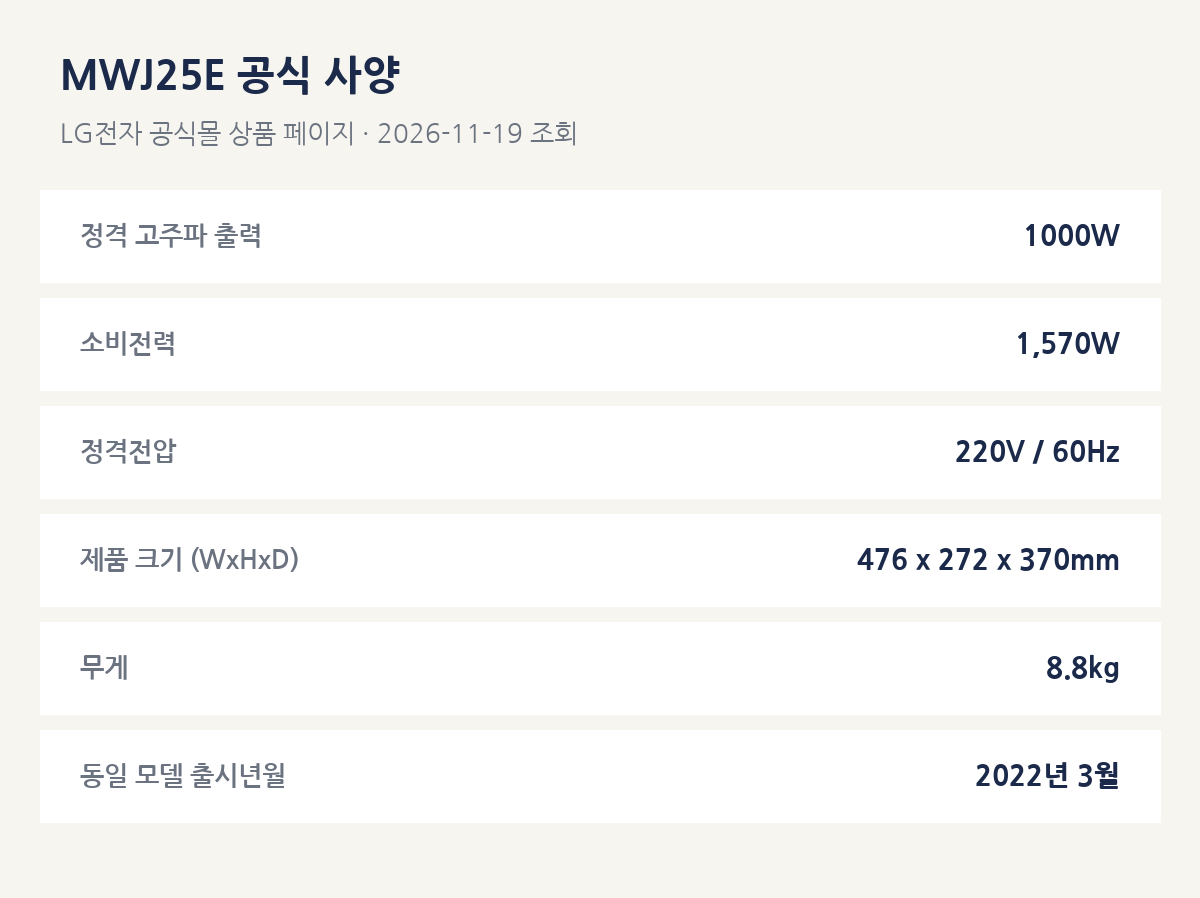 MWJ25E 공식 사양
LG전자 공식몰 상품 페이지 · 2026-11-19 조회
정격 고주파 출력 1000W
소비전력 1,570W
정격전압 220V / 60Hz
제품 크기 (WxHxD) 476 x 272 x 370mm
무게 8.8kg
동일 모델 출시년월 2022년 3월